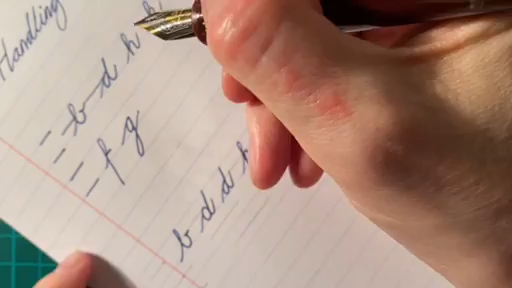 Handling
- b d h h
-
- f g
-
b d d h